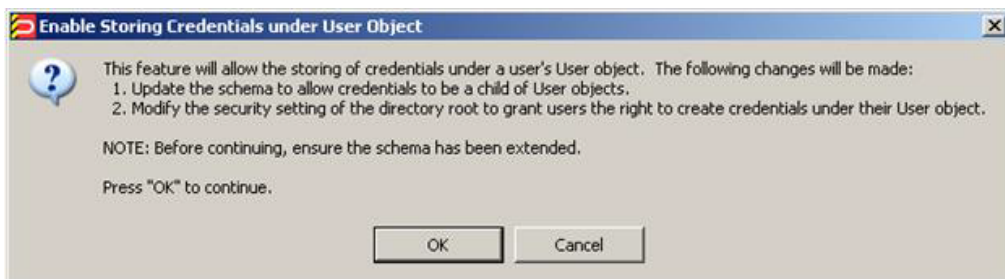 Enable Storing Credentials under User Object
This feature will allow the storing of credentials under a user's User object. The following changes will be made:
1. Update the schema to allow credentials to be a child of User objects.
2. Modify the security setting of the directory root to grant users the right to create credentials under their User object.
NOTE: Before continuing, ensure the schema has been extended.
Press "OK" to continue.
OK Cancel